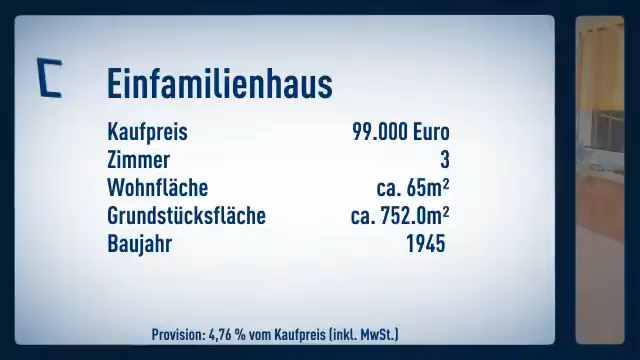 Einfamilienhaus
Kaufpreis 99.000 Euro
Zimmer 3
Wohnfläche ca. 65m²
Grundstücksfläche ca. 752.0m²
Baujahr 1945
Provision: 4,76 % vom Kaufpreis (inkl. MwSt.)